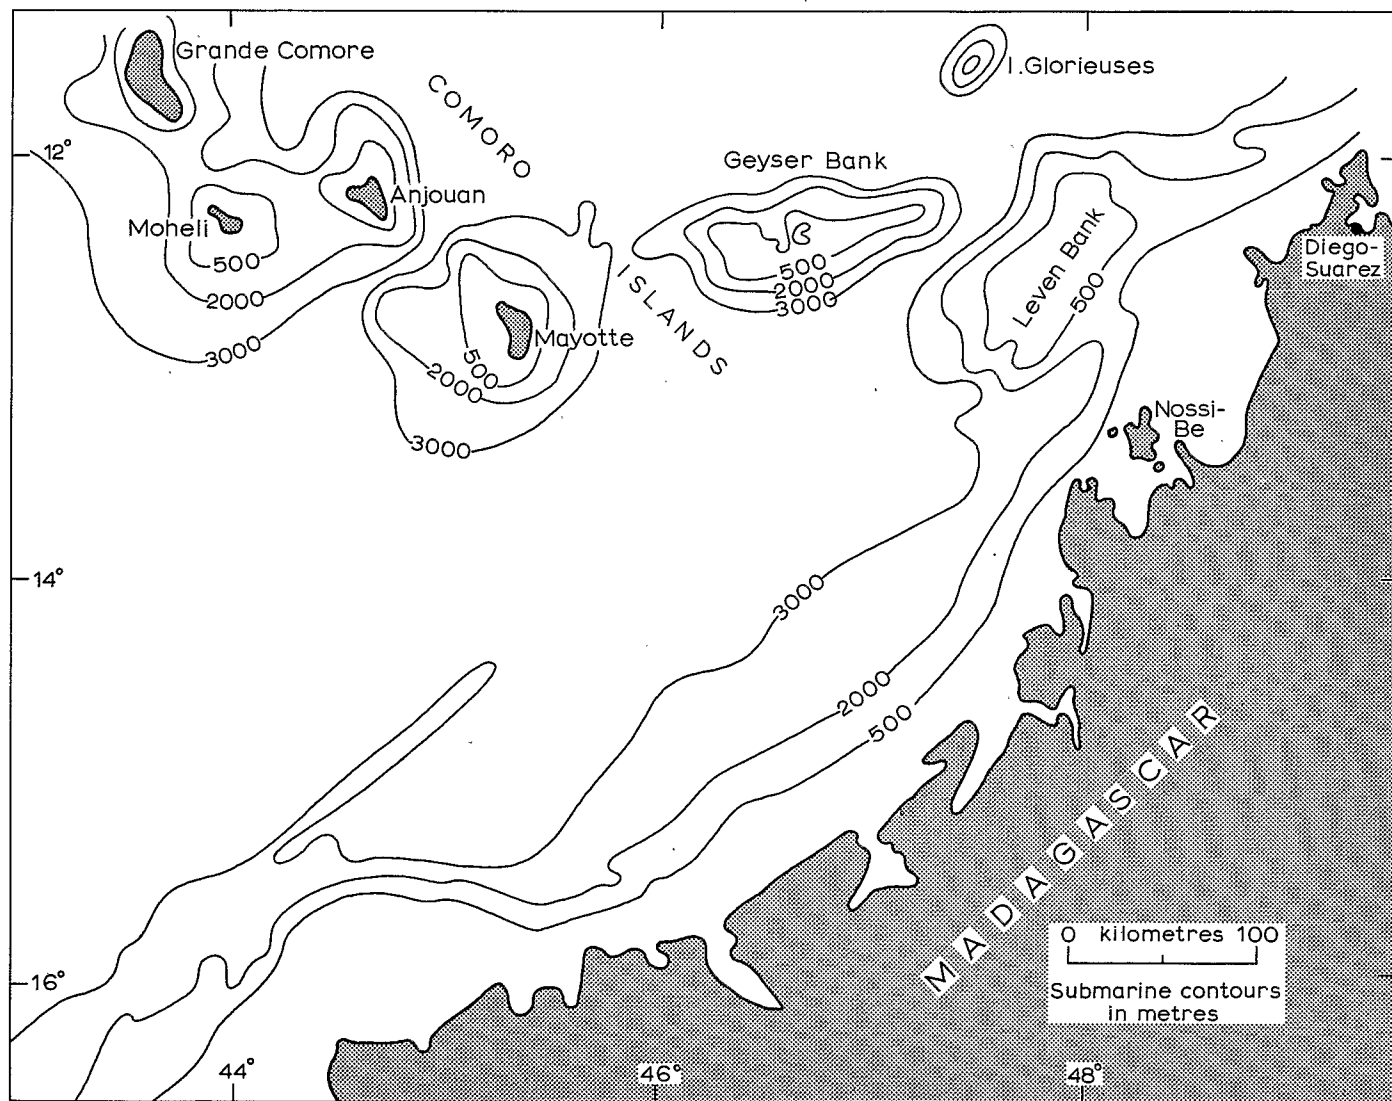 Grande Comore
I. Glorieuses
COMORO
12°
Geyser Bank
Anjouan
Moheli
Leven Bank
Diego-
Suarez
500
500
500
2000
2000
3000
3000
ISLANDS
Mayotte
500
2000
3000
Nossi-
Be
3000
14°
2000
500
MADAGASCAR
0 kilometres 100
16°
Submarine contours
in metres
44°
46°
48°